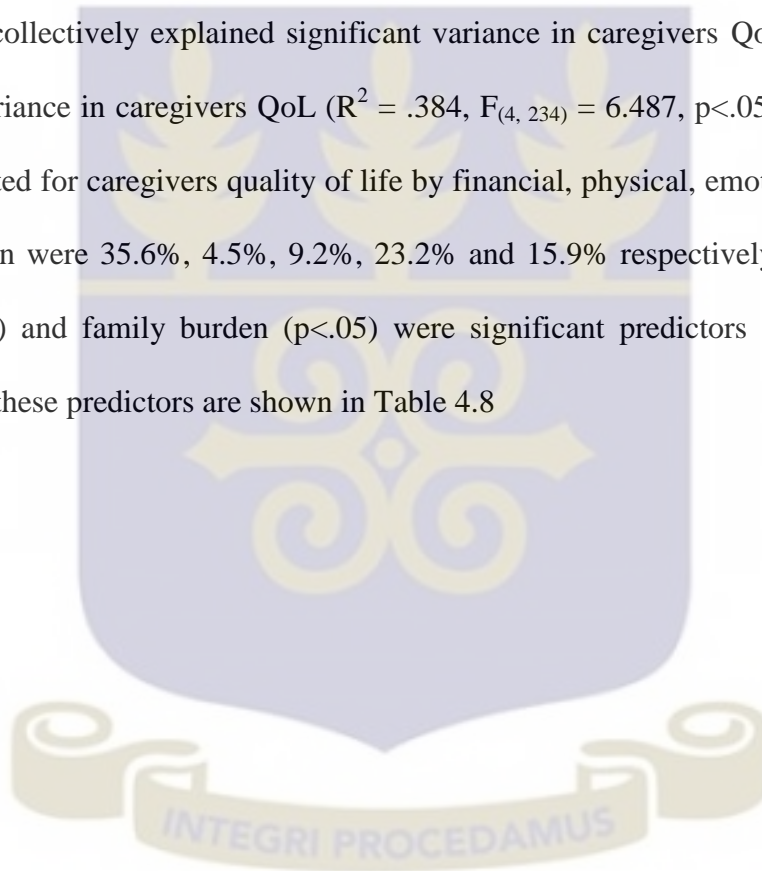 collectively explained significant variance in caregivers
riance in caregivers QoL (R² = .384, F(4, 234) = 6.487, p<.05
ted for caregivers quality of life by financial, physical,
n were 35.6%, 4.5%, 9.2%, 23.2% and 15.9% respectively
) and family burden (p<.05) were significant predictors
these predictors are shown in Table 4.8
INTEGRI PROCEDAMUS